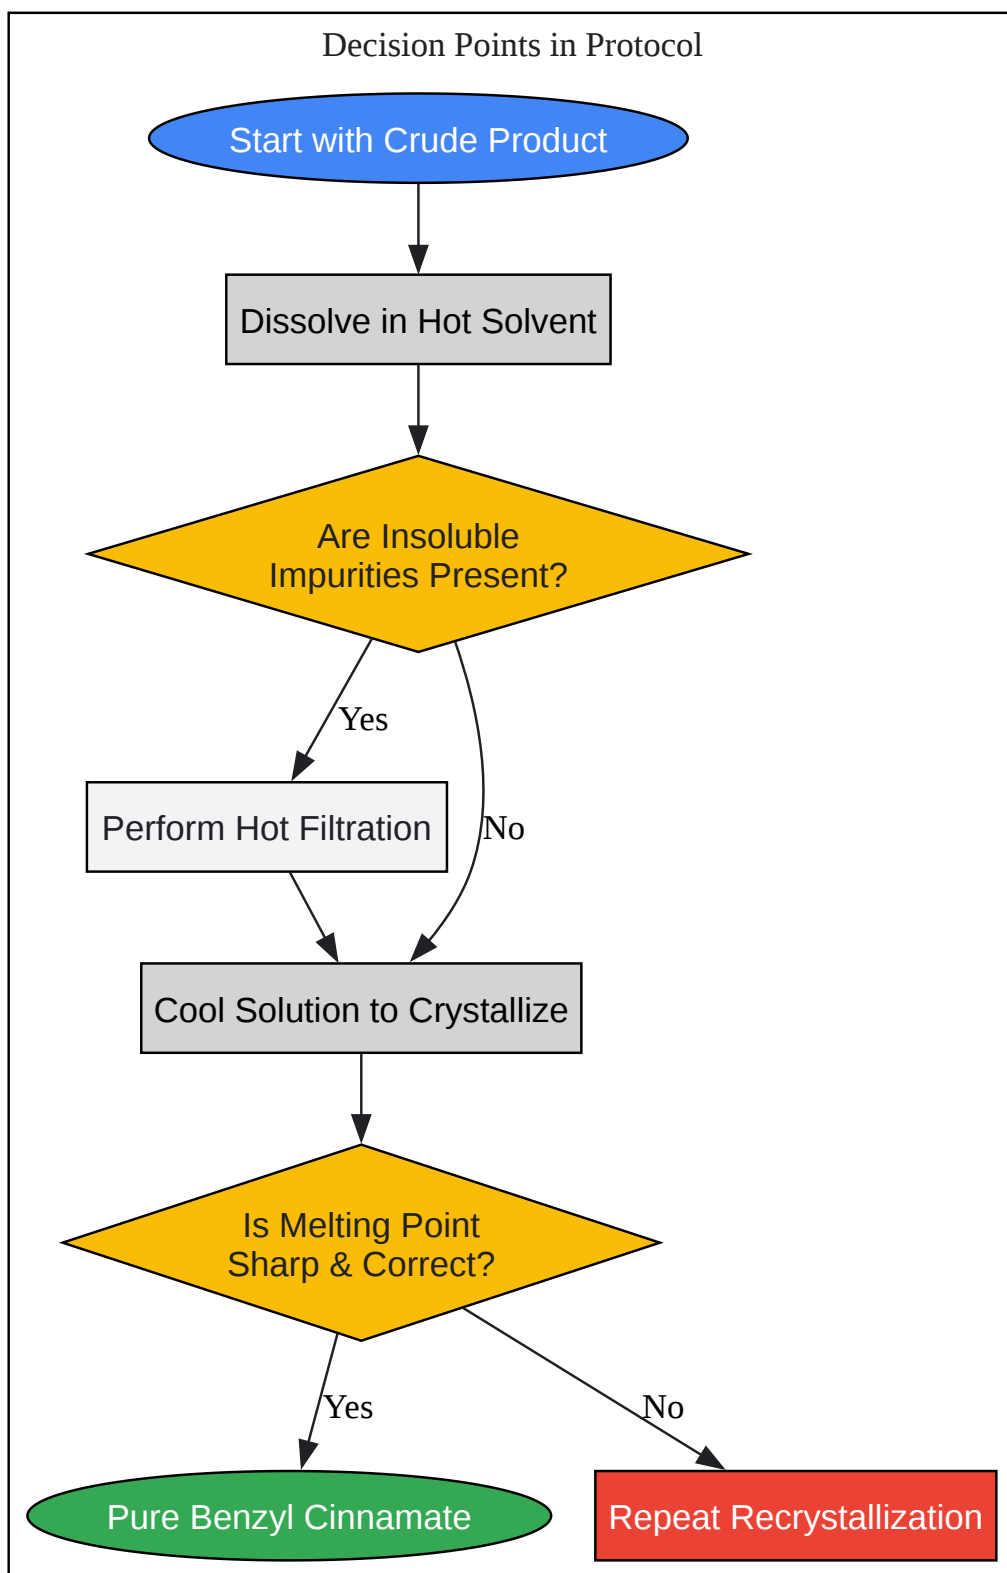 Decision Points in Protocol
Start with Crude Product
Dissolve in Hot Solvent
Are Insoluble
Impurities Present?
Yes
Perform Hot Filtration
No
Cool Solution to Crystallize
Is Melting Point
Sharp & Correct?
Yes
No
Pure Benzyl Cinnamate
Repeat Recrystallization